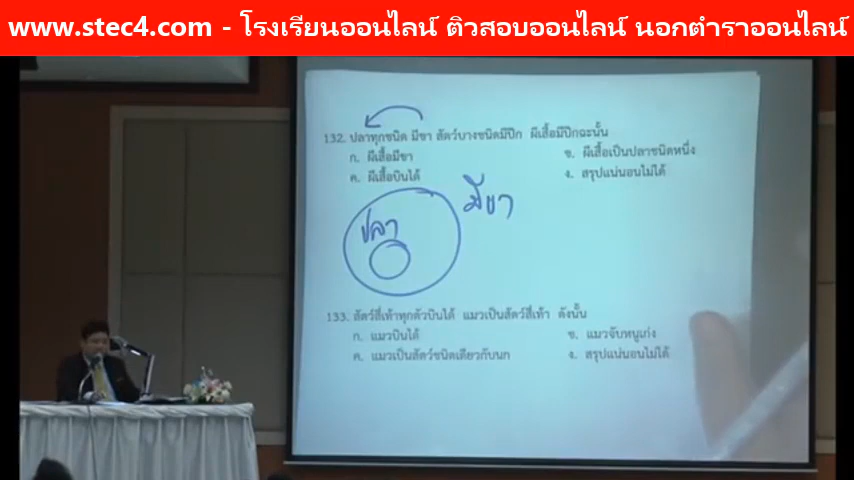 www.stec4.com - โรงเรียนออนไลน์ ติวสอบออนไลน์ นอกตำราออนไลน์
132. ปลาทุกชนิด มีขา สัตว์บางชนิดมีปีก ผีเสื้อมีปีกฉะนั้น
ก. ผีเสื้อมีขา ข. ผีเสื้อเป็นปลาชนิดหนึ่ง
ค. ผีเสื้อบินได้ ง. สรุปแน่นอนไม่ได้
มีขา
ปลา
133. สัตว์สี่เท้าทุกตัวบินได้ แมวเป็นสัตว์สี่เท้า ดังนั้น
ก. แมวบินได้ ข. แมวจับหนูเก่ง
ค. แมวเป็นสัตว์ชนิดเดียวกับนก ง. สรุปแน่นอนไม่ได้